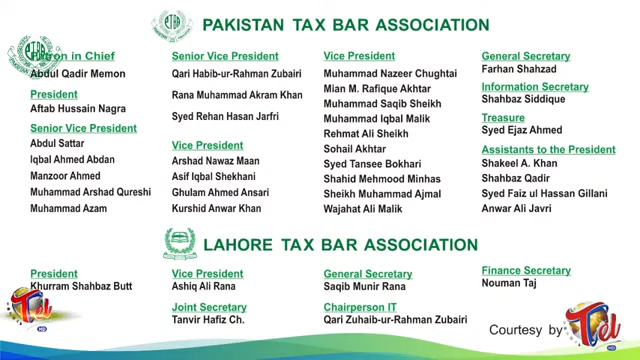 PAKISTAN TAX BAR ASSOCIATION
Patron in Chief
Abdul Qadir Memon
President
Aftab Hussain Nagra
Senior Vice President
Abdul Sattar
Iqbal Ahmed Abdan
Manzoor Ahmed
Muhammad Arshad Qureshi
Muhammad Azam
Senior Vice President
Qari Habib-ur-Rahman Zubairi
Rana Muhammad Akram Khan
Syed Rehan Hasan Jarfri
Vice President
Arshad Nawaz Maan
Asif Iqbal Shekhani
Ghulam Ahmed Ansari
Kurshid Anwar Khan
Vice President
Muhammad Nazeer Chughtai
Mian M. Rafique Akhtar
Muhammad Saqib Sheikh
Muhammad Iqbal Malik
Rehmat Ali Sheikh
Sohail Akhtar
Syed Tansee Bokhari
Shahid Mehmood Minhas
Sheikh Muhammad Ajmal
Wajahat Ali Malik
General Secretary
Farhan Shahzad
Information Secretary
Shahbaz Siddique
Treasure
Syed Ejaz Ahmed
Assistants to the President
Shakeel A. Khan
Shahbaz Qadir
Syed Faiz ul Hassan Gillani
Anwar Ali Javri
LAHORE TAX BAR ASSOCIATION
President
Khurram Shahbaz Butt
Vice President
Ashiq Ali Rana
Joint Secretary
Tanvir Hafiz Ch.
General Secretary
Saqib Munir Rana
Chairperson IT
Qari Zuhaib-ur-Rahman Zubairi
Finance Secretary
Nouman Taj
Courtesy by
HD
HD